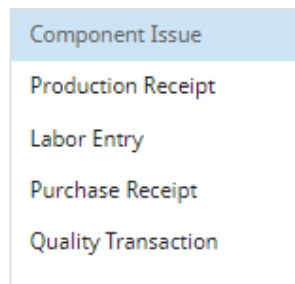 Component Issue
Production Receipt
Labor Entry
Purchase Receipt
Quality Transaction